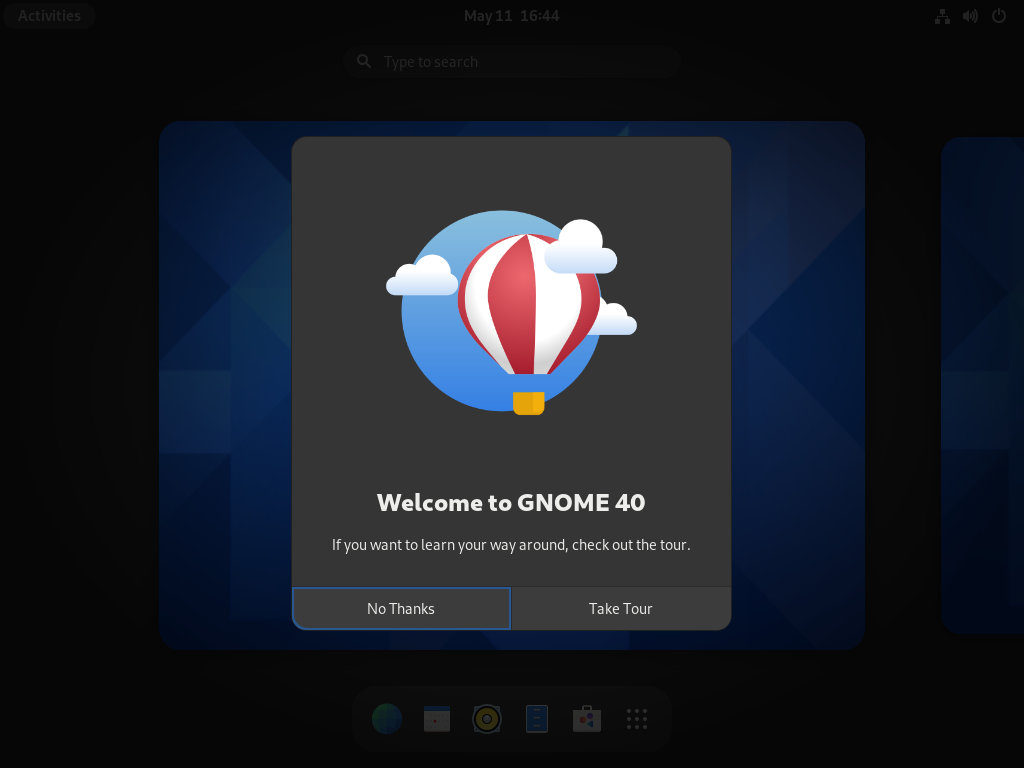 Activities
May 11 16:44
Type to search
Welcome to GNOME 40
If you want to learn your way around, check out the tour.
No Thanks
Take Tour